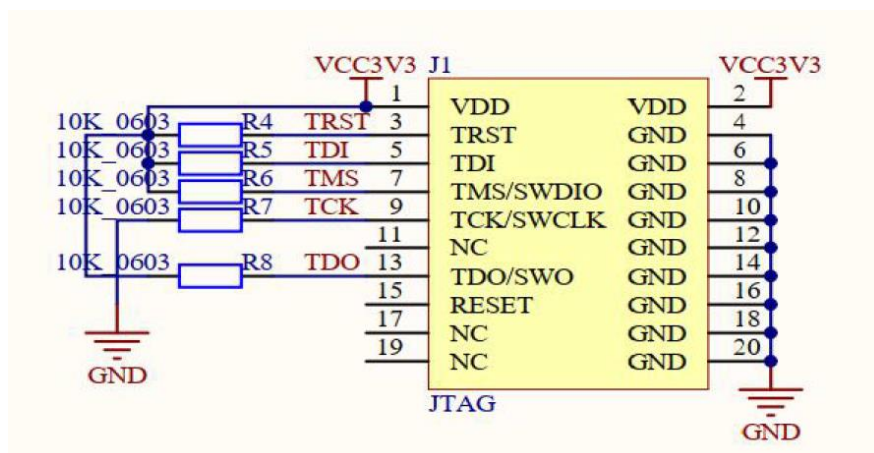 VCC3V3 J1 VCC3V3
1 VDD VDD 2
10K_0603 R4 TRST 3 TRST GND 4
10K_0603 R5 TDI 5 TDI GND 6
10K_0603 R6 TMS 7 TMS/SWDIO GND 8
10K_0603 R7 TCK 9 TCK/SWCLK GND 10
11 NC GND 12
10K_0603 R8 TDO 13 TDO/SWO GND 14
15 RESET GND 16
17 NC GND 18
19 NC GND 20
GND
JTAG
GND